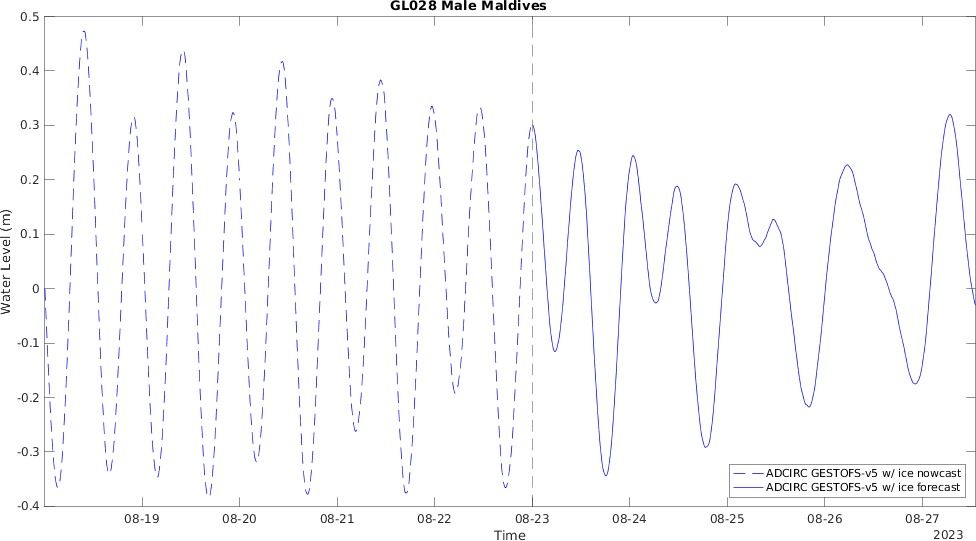 GL028 Male Maldives
0.5
0.4
0.3
0.2
0.1
0
-0.1
-0.2
-0.3
-0.4
Water Level (m)
08-19 08-20 08-21 08-22 08-23 08-24 08-25 08-26 08-27
Time
2023
ADCIRC GESTOFS-v5 w/ ice nowcast
ADCIRC GESTOFS-v5 w/ ice forecast